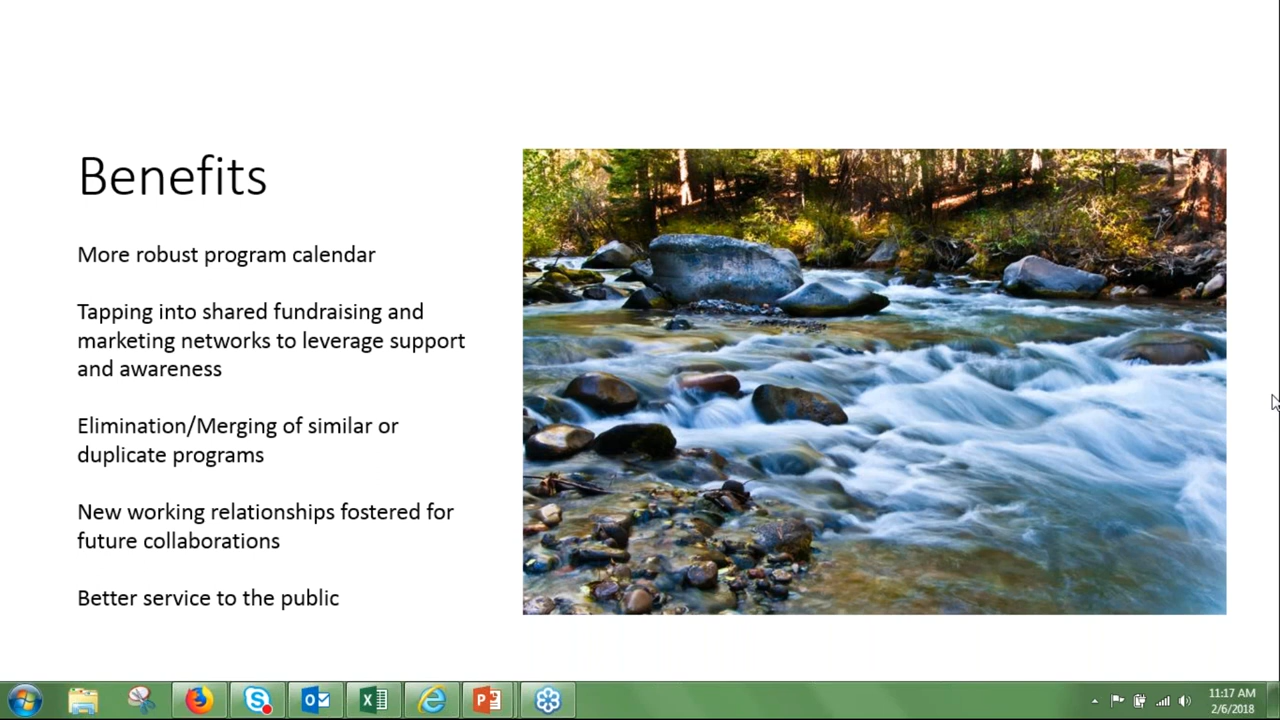 Benefits
More robust program calendar
Tapping into shared fundraising and
marketing networks to leverage support
and awareness
Elimination/Merging of similar or
duplicate programs
New working relationships fostered for
future collaborations
Better service to the public
11:17 AM
2/6/2018